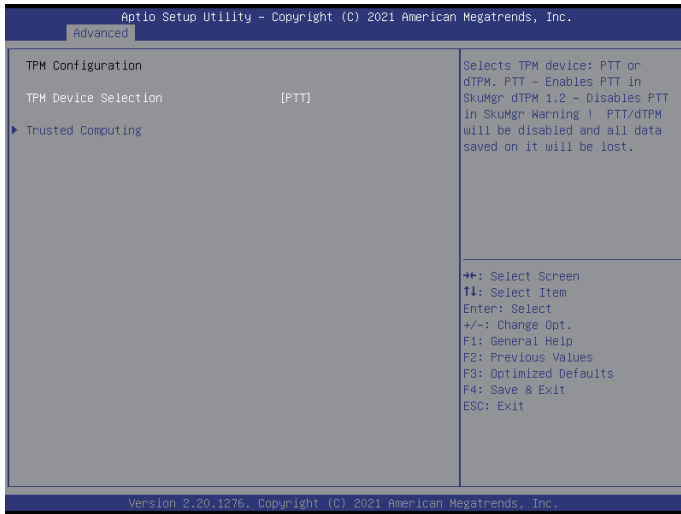 Aptio Setup Utility – Copyright (C) 2021 American Megatrends, Inc.
Advanced
TPM Configuration
TPM Device Selection [PTT]
Trusted Computing
Selects TPM device: PTT or
dTPM. PTT - Enables PTT in
SkuMgr dTPM 1.2 - Disables PTT
in SkuMgr Warning ! PTT/dTPM
will be disabled and all data
saved on it will be lost.
→←: Select Screen
↑↓: Select Item
Enter: Select
+/-: Change Opt.
F1: General Help
F2: Previous Values
F3: Optimized Defaults
F4: Save & Exit
ESC: Exit
Version 2.20.1276. Copyright (C) 2021 American Megatrends, Inc.